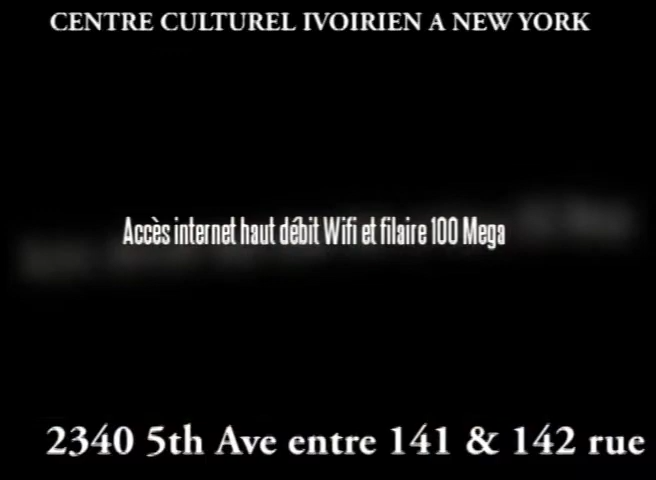 CENTRE CULTUREL IVOIRIEN A NEW YORK
Accès internet haut débit Wifi et filaire 100 Mega
2340 5th Ave entre 141 & 142 rue